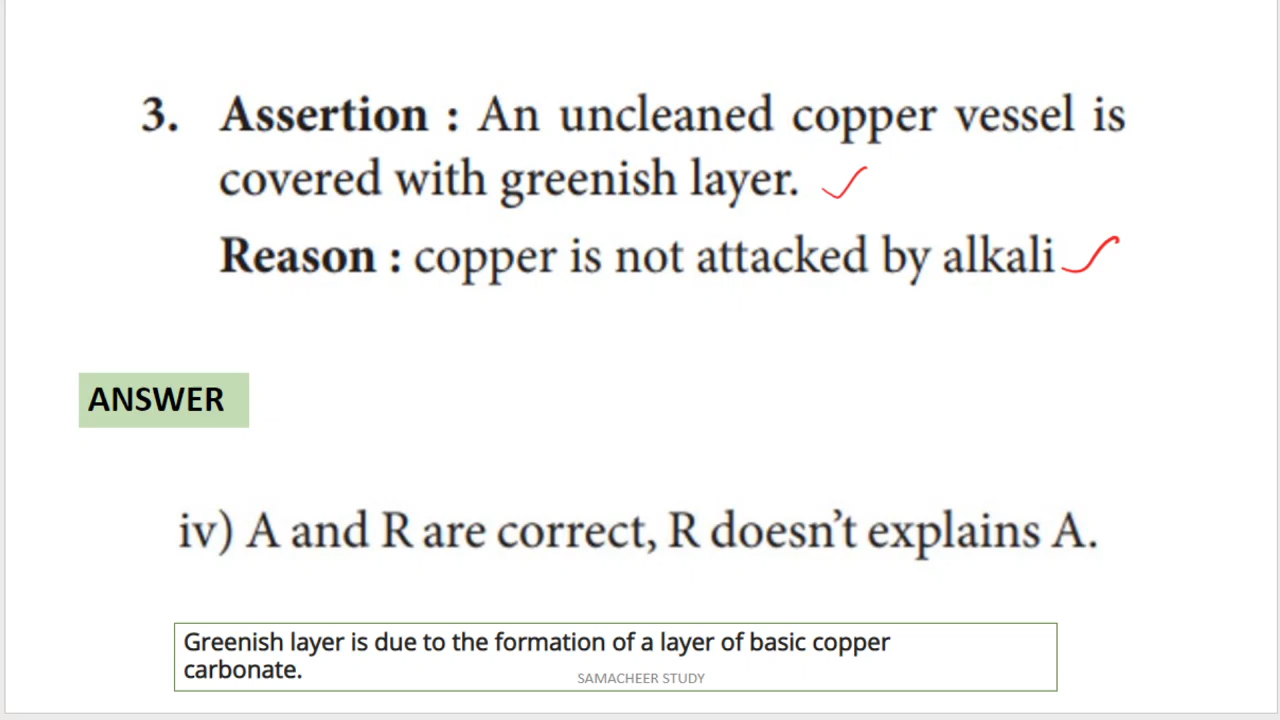 3. Assertion : An uncleaned copper vessel is
covered with greenish layer.
Reason : copper is not attacked by alkali
ANSWER
iv) A and R are correct, R doesn’t explains A.
Greenish layer is due to the formation of a layer of basic copper
carbonate.
SAMACHEER STUDY